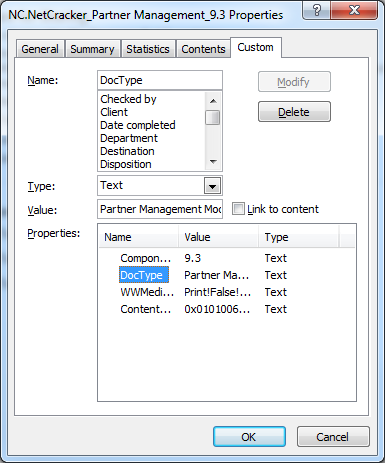 NC.NetCracker_Partner Management_9.3 Properties
General Summary Statistics Contents Custom
Name: DocType Modify
Checked by
Client
Date completed
Department
Destination
Disposition
Delete
Type: Text
Value: Partner Management Moc Link to content
Properties: Name Value Type
Compon... 9.3 Text
DocType Partner Ma... Text
WWMedi... Print!False!... Text
Content... 0x0101006... Text
OK Cancel